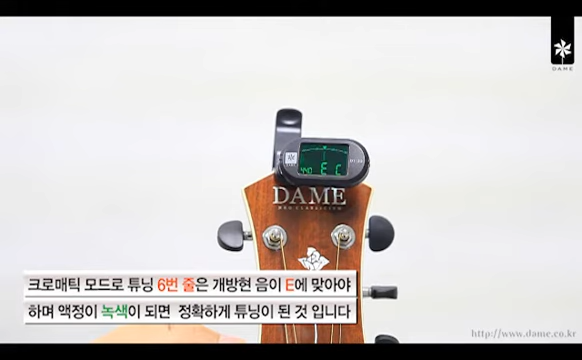 DAME
440 E C
DAME
크로매틱 모드로 튜닝 6번 줄은 개방현 음이 E에 맞아야
하며 액정이 녹색이 되면 정확하게 튜닝이 된 것 입니다
http://www.dame.co.kr